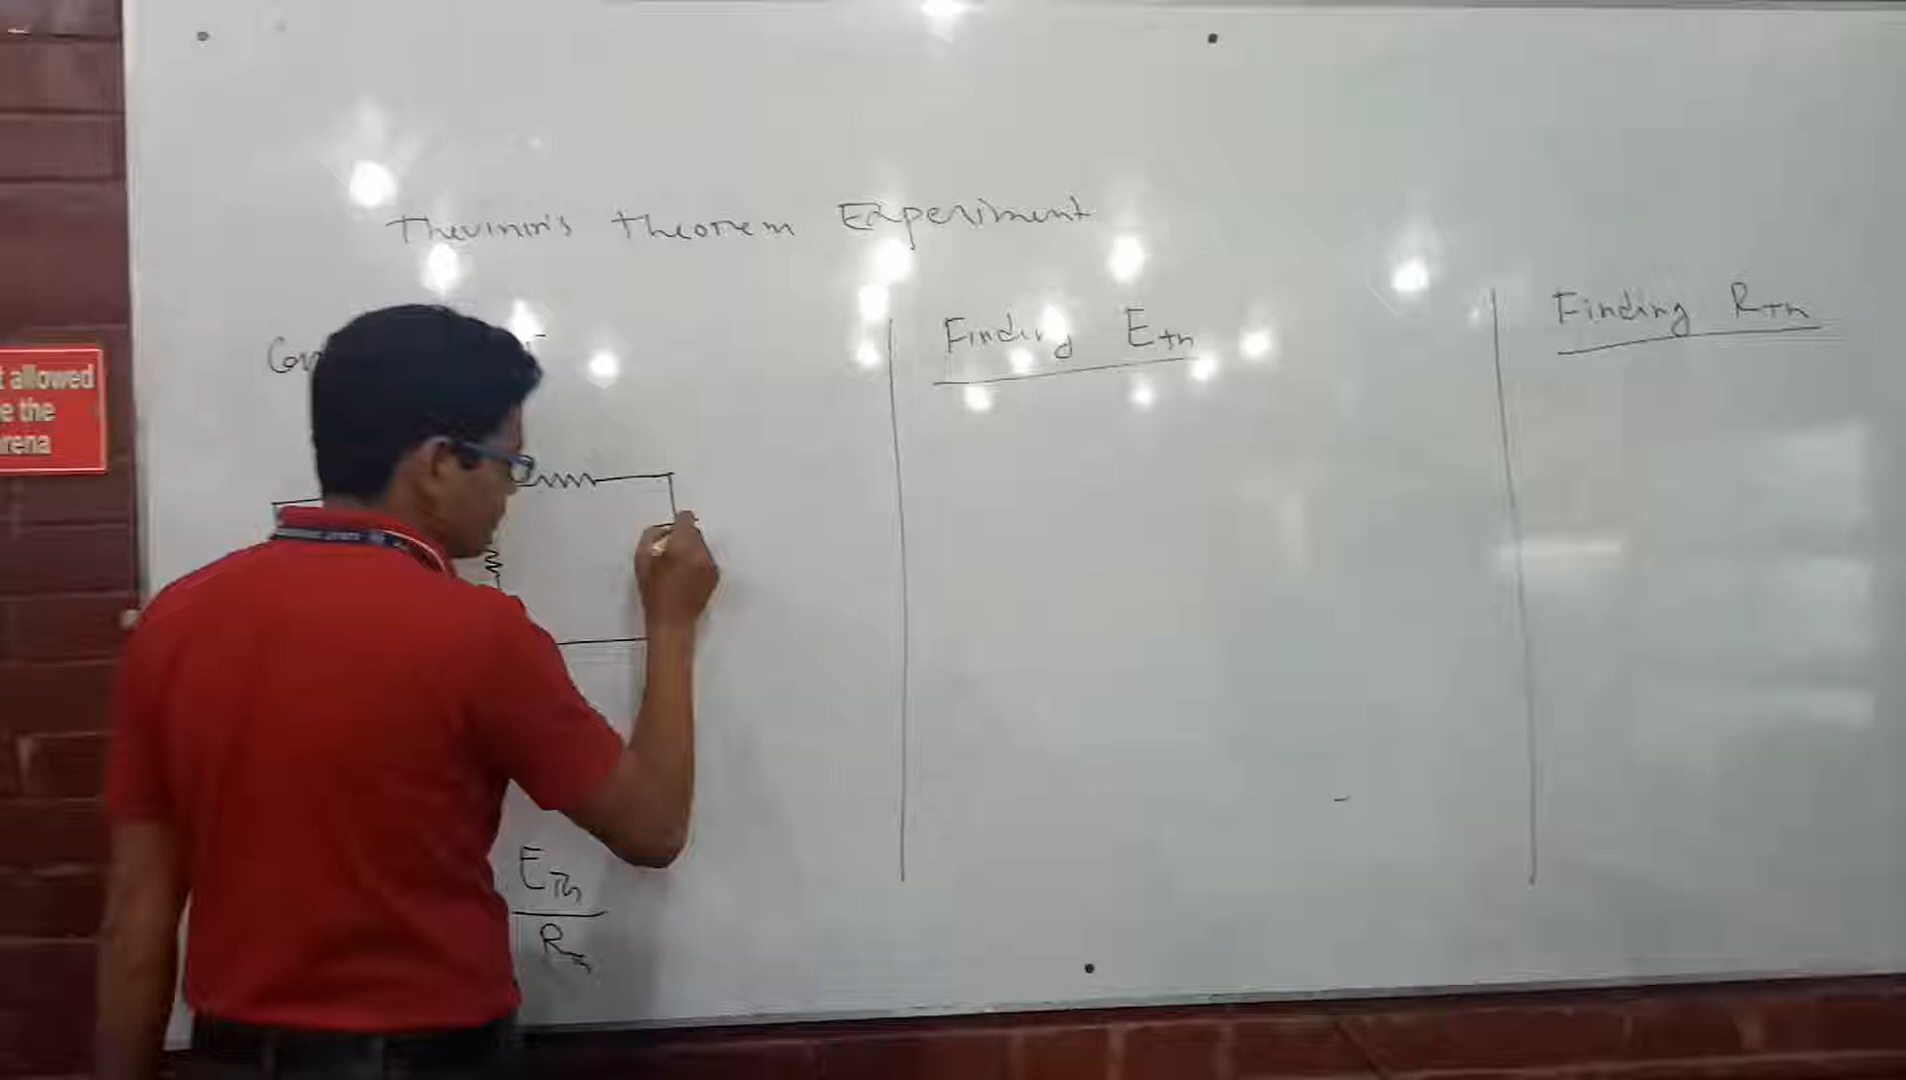 Thevinin's theorem Experiment
Finding Eth
Finding Rth
allowed
e the
rena
ETh
Rth